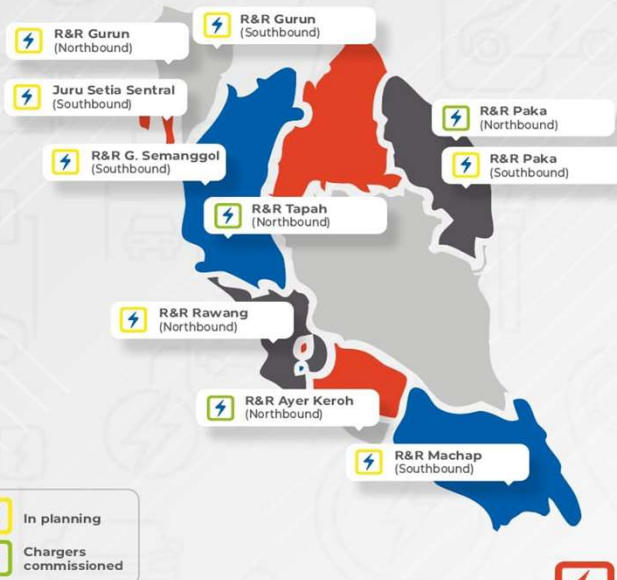 R&R Gurun
(Northbound)
R&R Gurun
(Southbound)
Juru Setia Sentral
(Southbound)
R&R Paka
(Northbound)
R&R G. Semanggol
(Southbound)
R&R Paka
(Southbound)
R&R Tapah
(Northbound)
R&R Rawang
(Northbound)
R&R Ayer Keroh
(Northbound)
R&R Machap
(Southbound)
In planning
Chargers
commissioned